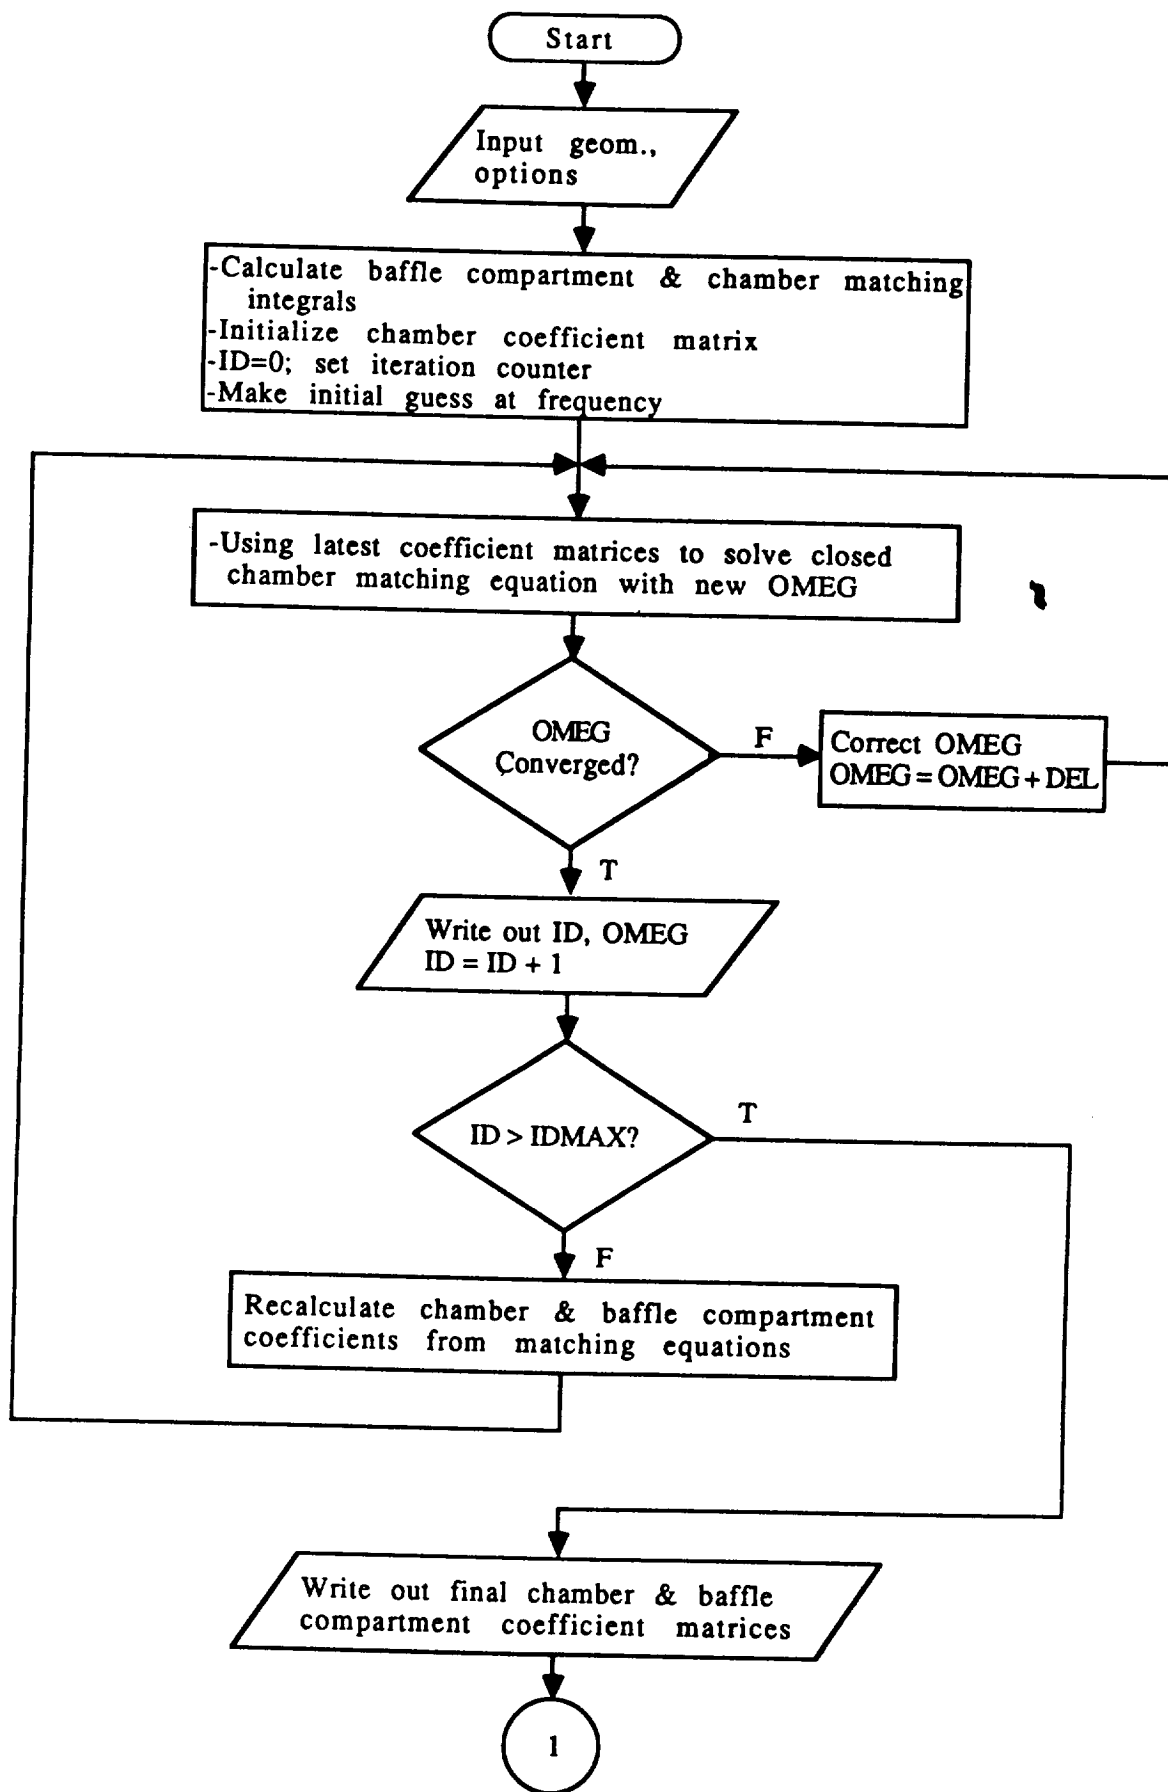 Start
Input geom.,
options
-Calculate baffle compartment & chamber matching
integrals
-Initialize chamber coefficient matrix
-ID=0; set iteration counter
-Make initial guess at frequency
-Using latest coefficient matrices to solve closed
chamber matching equation with new OMEG
OMEG
Converged?
F
Correct OMEG
OMEG = OMEG + DEL
T
Write out ID, OMEG
ID = ID + 1
ID > IDMAX?
T
F
Recalculate chamber & baffle compartment
coefficients from matching equations
Write out final chamber & baffle
compartment coefficient matrices
1